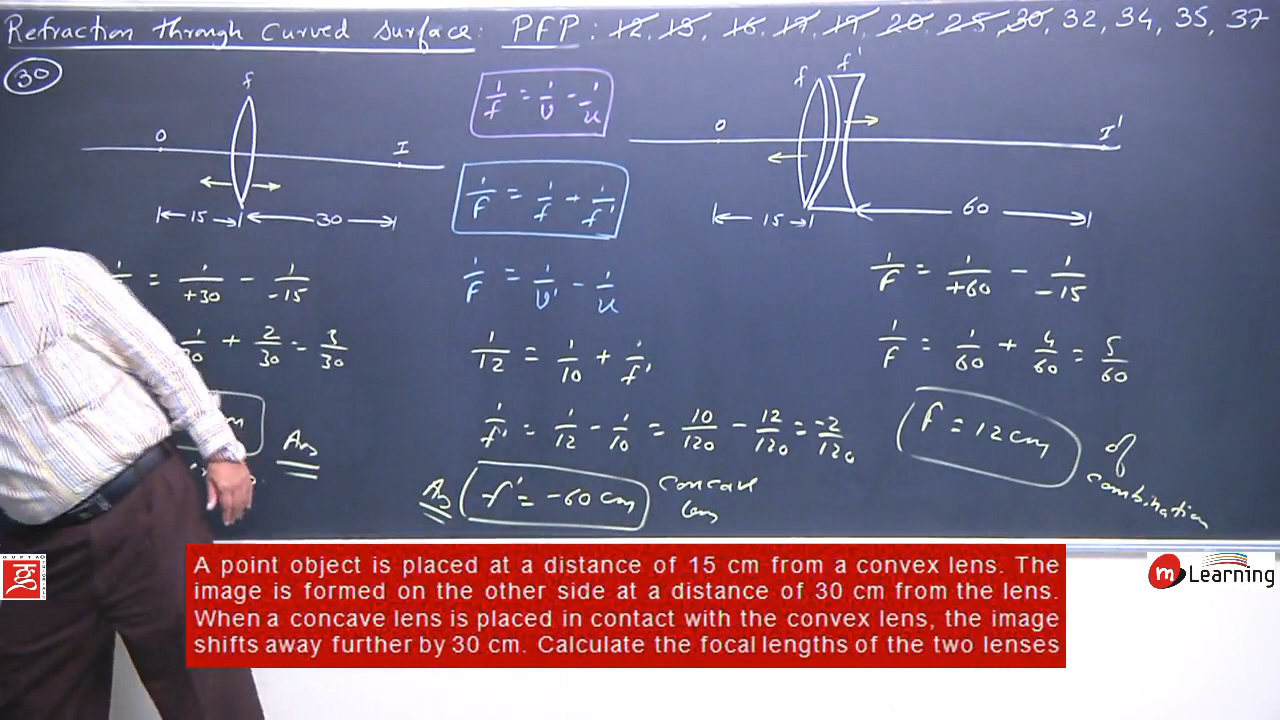 Refraction through Curved Surface: PFP: 12, 15, 16, 17, 19, 20, 25, 30, 32, 34, 35, 37
30
f
O
I
15
30
1/f = 1/v - 1/u
1/F = 1/f + 1/f'
f
f'
O
I'
15
60
= 1/+30 - 1/-15
+ 2/30 = 3/30
Ans
1/F = 1/v' - 1/u
1/12 = 1/10 + 1/f'
1/f' = 1/12 - 1/10 = 10/120 - 12/120 = -2/120
Ans
f' = -60 cm
concave
lens
1/F = 1/+60 - 1/-15
1/F = 1/60 + 4/60 = 5/60
F = 12 cm
of
combination
GUPTA
A point object is placed at a distance of 15 cm from a convex lens. The
image is formed on the other side at a distance of 30 cm from the lens.
When a concave lens is placed in contact with the convex lens, the image
shifts away further by 30 cm. Calculate the focal lengths of the two lenses
m Learning